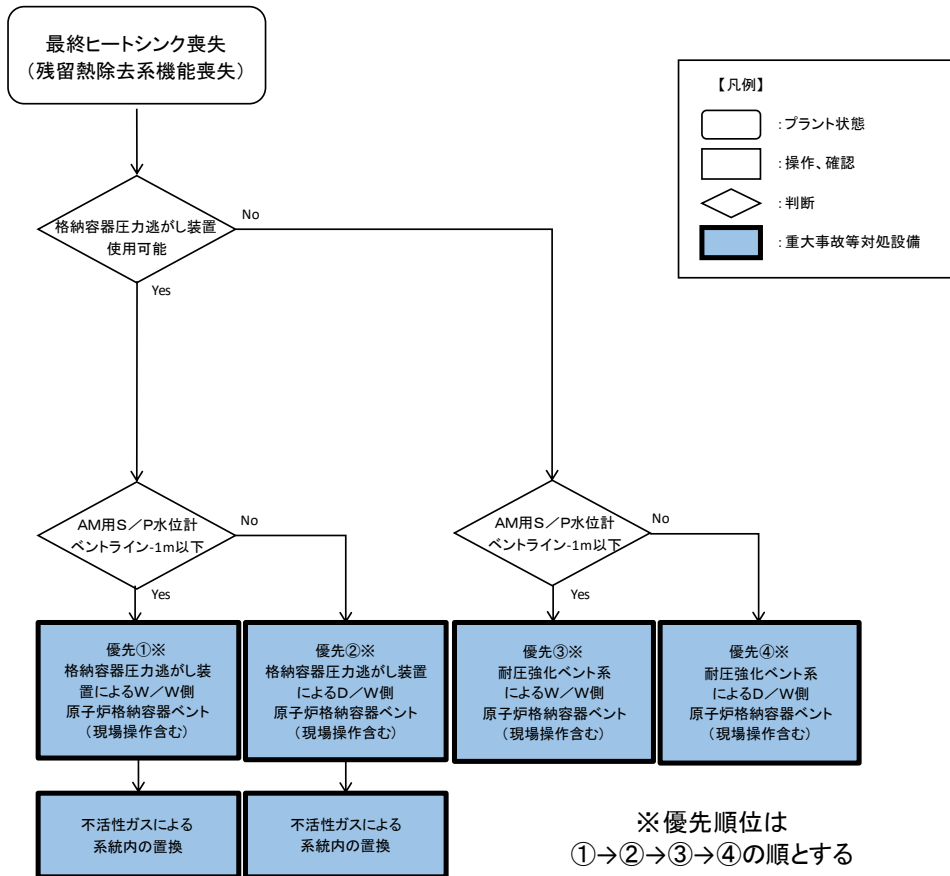 最終ヒートシンク喪失
(残留熱除去系機能喪失)
【凡例】
:プラント状態
:操作、確認
:判断
:重大事故等対処設備
格納容器圧力逃がし装置
使用可能
No
Yes
AM用S/P水位計
ベントライン-1m以下
No
Yes
AM用S/P水位計
ベントライン-1m以下
No
Yes
優先①※
格納容器圧力逃がし装
置によるW/W側
原子炉格納容器ベント
(現場操作含む)
優先②※
格納容器圧力逃がし装置
によるD/W側
原子炉格納容器ベント
(現場操作含む)
優先③※
耐圧強化ベント系
によるW/W側
原子炉格納容器ベント
(現場操作含む)
優先④※
耐圧強化ベント系
によるD/W側
原子炉格納容器ベント
(現場操作含む)
不活性ガスによる
系統内の置換
不活性ガスによる
系統内の置換
※優先順位は
①→②→③→④の順とする